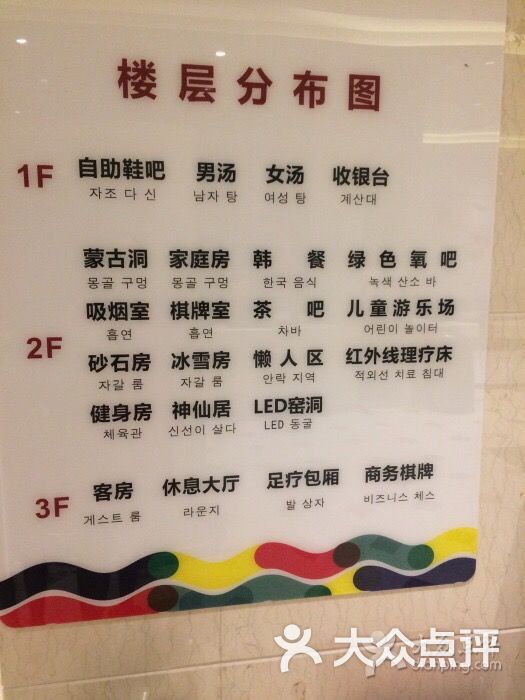 楼层分布图
1F 自助鞋吧 男汤 女汤 收银台
자조 다 신 남자 탕 여성 탕 계산대
蒙古洞 家庭房 韩餐 绿色氧吧
몽골 구멍 몽골 구멍 한국 음식 녹색 산소 바
2F 吸烟室 棋牌室 茶吧 儿童游乐场
흡연 흡연 차바 어린이 놀이터
砂石房 冰雪房 懒人区 红外线理疗床
자갈 룸 자갈 룸 안락 지역 적외선 치료 침대
健身房 神仙居 LED窑洞
체육관 신선이 살다 LED 동굴
3F 客房 休息大厅 足疗包厢 商务棋牌
게스트 룸 라운지 발 상자 비즈니스 체스
大众点评
dianping.com